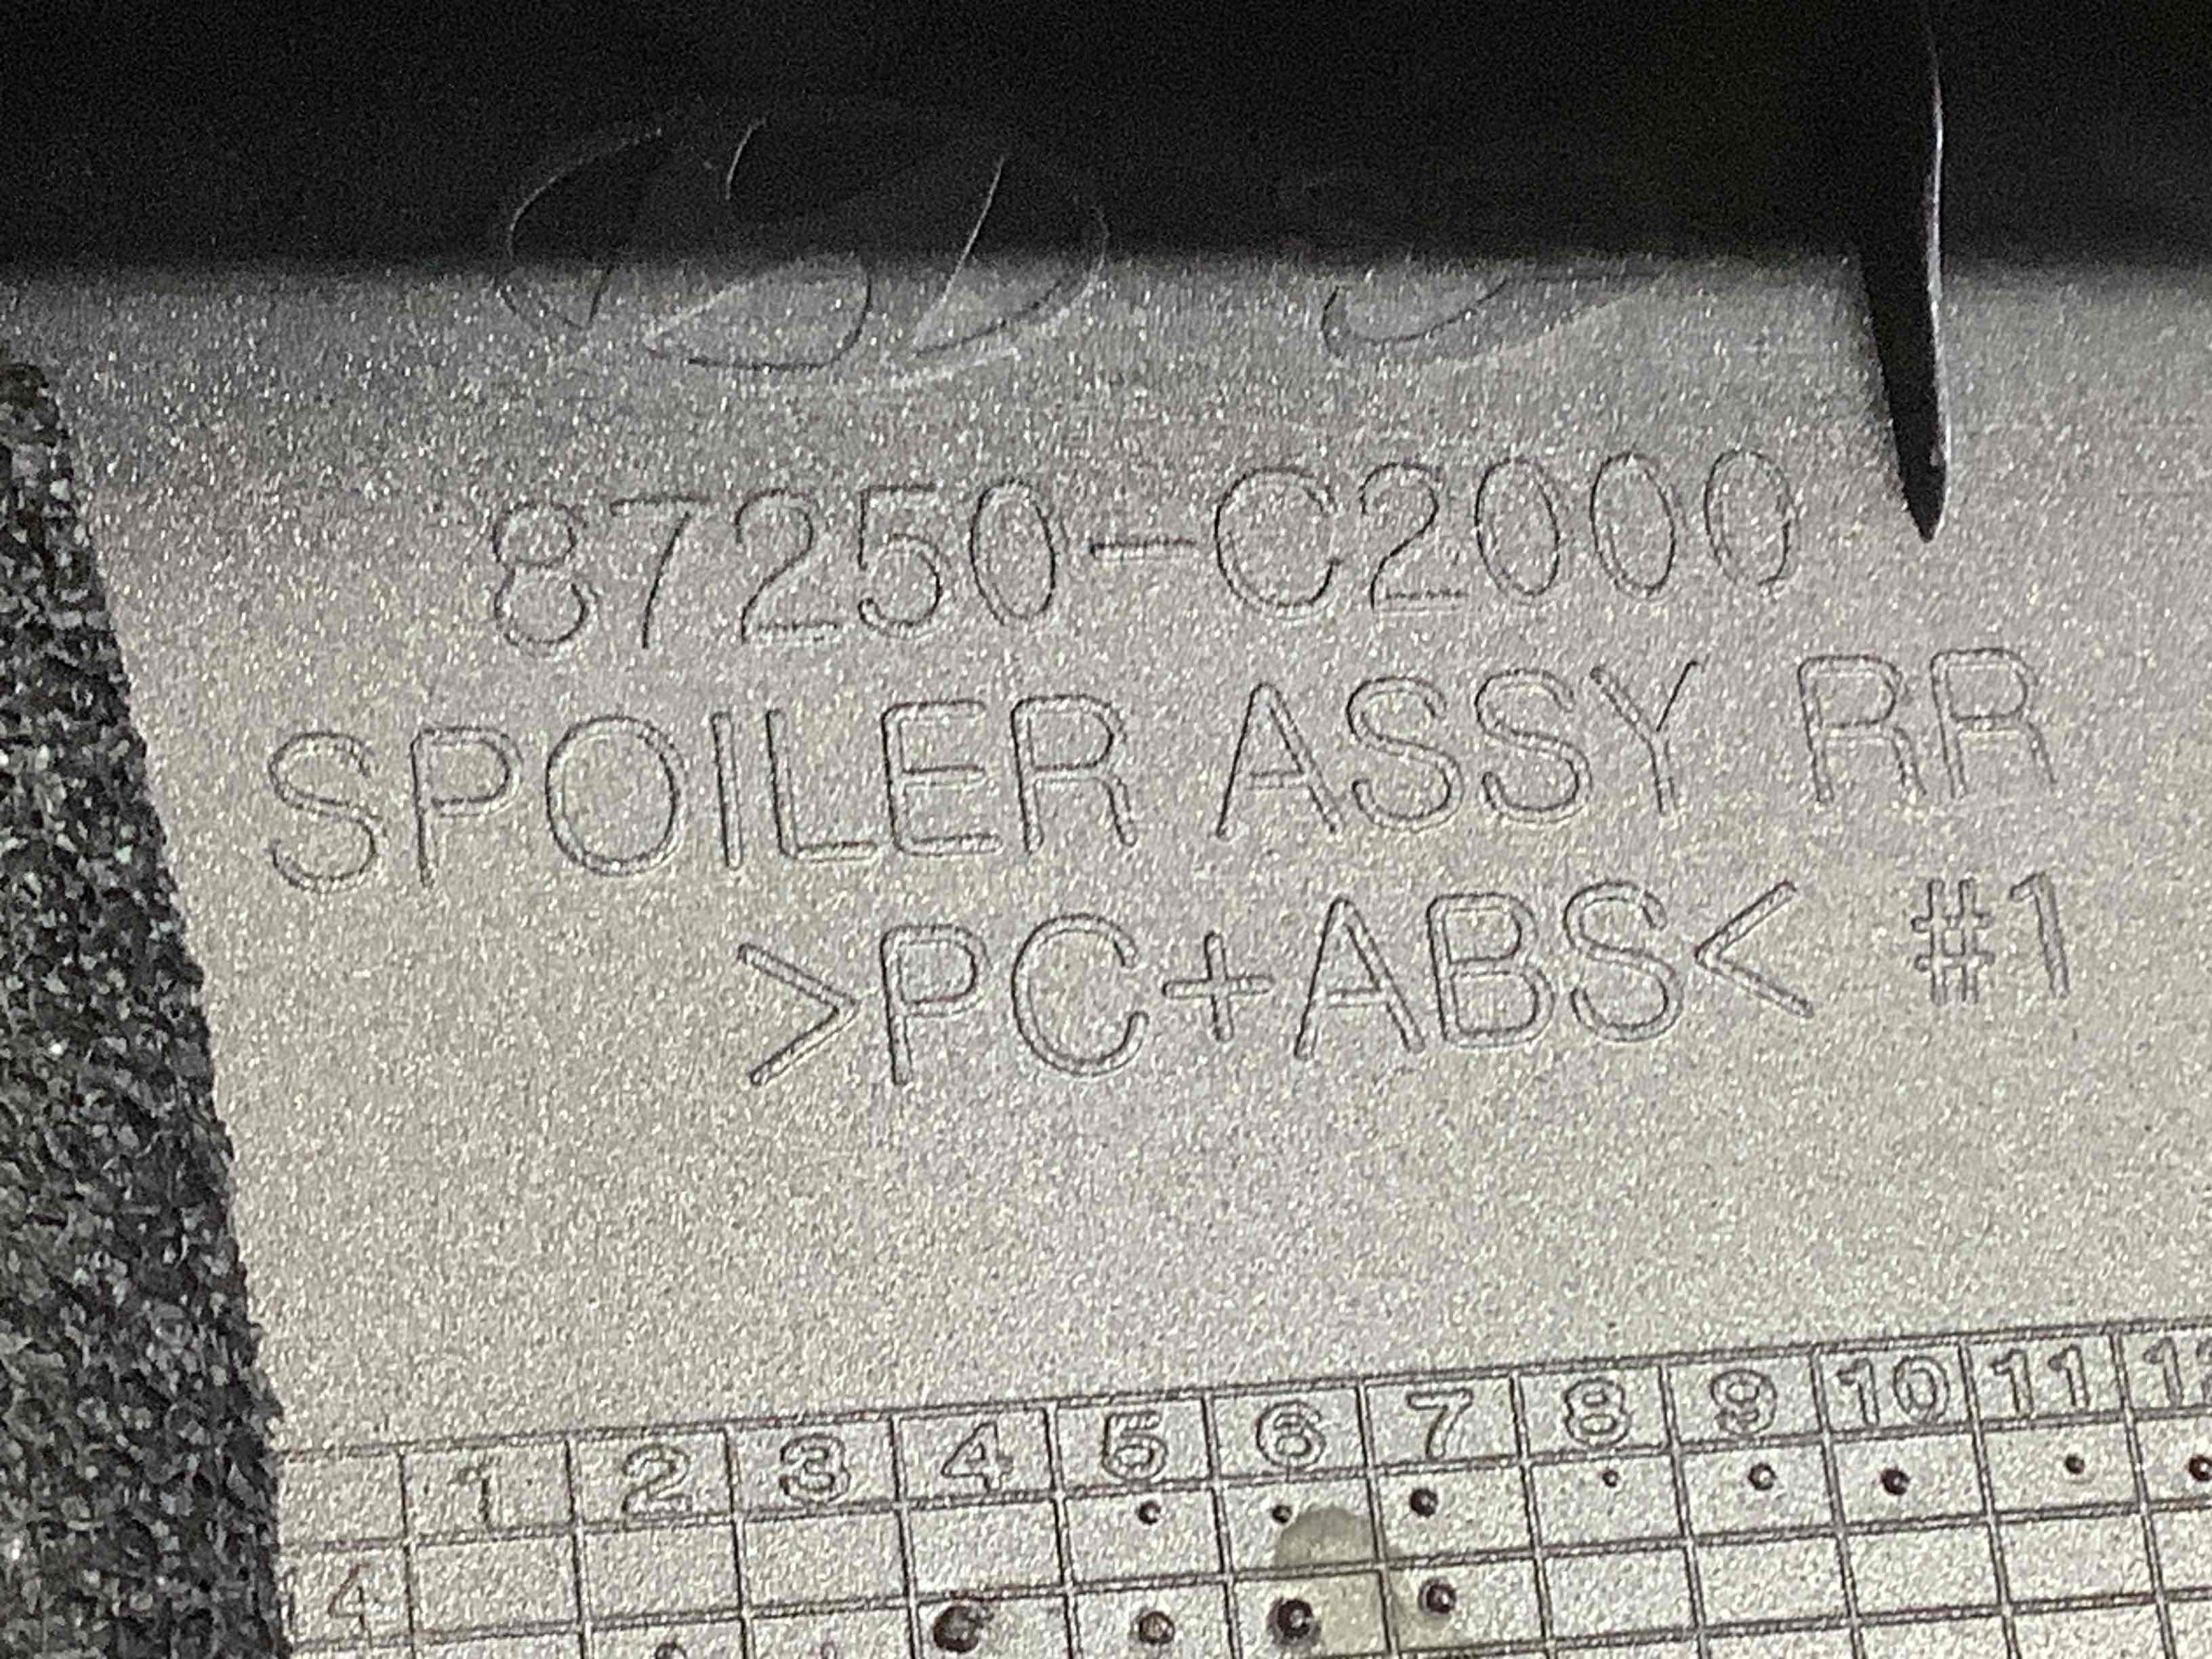 87250-C2000
SPOILER ASSY RR
>PC+ABS< #1
1 2 3 4 5 6 7 8 9 10 11
14